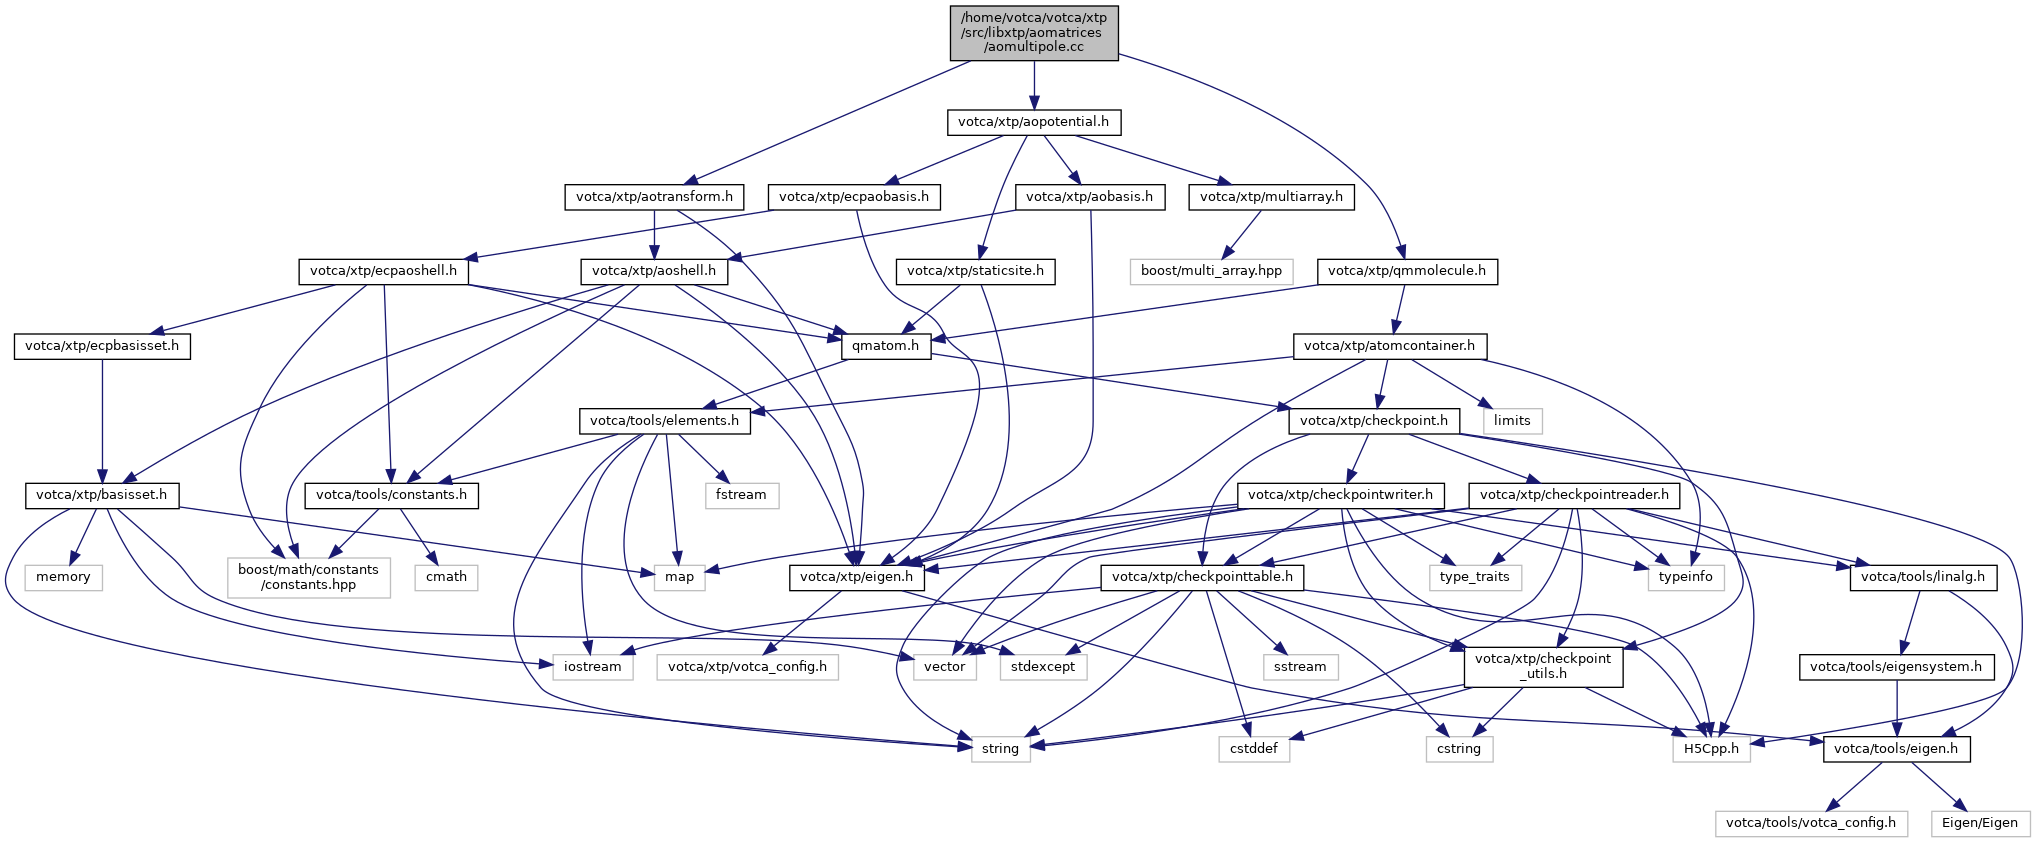 /home/votca/votca/xtp
/src/libxtp/aomatrices
/aomultipole.cc
votca/xtp/aopotential.h
votca/xtp/aotransform.h
votca/xtp/ecpaobasis.h
votca/xtp/aobasis.h
votca/xtp/multiarray.h
votca/xtp/ecpaoshell.h
votca/xtp/aoshell.h
votca/xtp/staticsite.h
boost/multi_array.hpp
votca/xtp/qmmolecule.h
votca/xtp/ecpbasisset.h
qmatom.h
votca/xtp/atomcontainer.h
votca/tools/elements.h
votca/xtp/checkpoint.h
limits
votca/xtp/basisset.h
votca/tools/constants.h
fstream
votca/xtp/checkpointwriter.h
votca/xtp/checkpointreader.h
memory
boost/math/constants
/constants.hpp
cmath
map
votca/xtp/eigen.h
votca/xtp/checkpointtable.h
type_traits
typeinfo
votca/tools/linalg.h
iostream
votca/xtp/votca_config.h
vector
stdexcept
sstream
votca/xtp/checkpoint
_utils.h
votca/tools/eigensystem.h
string
cstddef
cstring
H5Cpp.h
votca/tools/eigen.h
votca/tools/votca_config.h
Eigen/Eigen